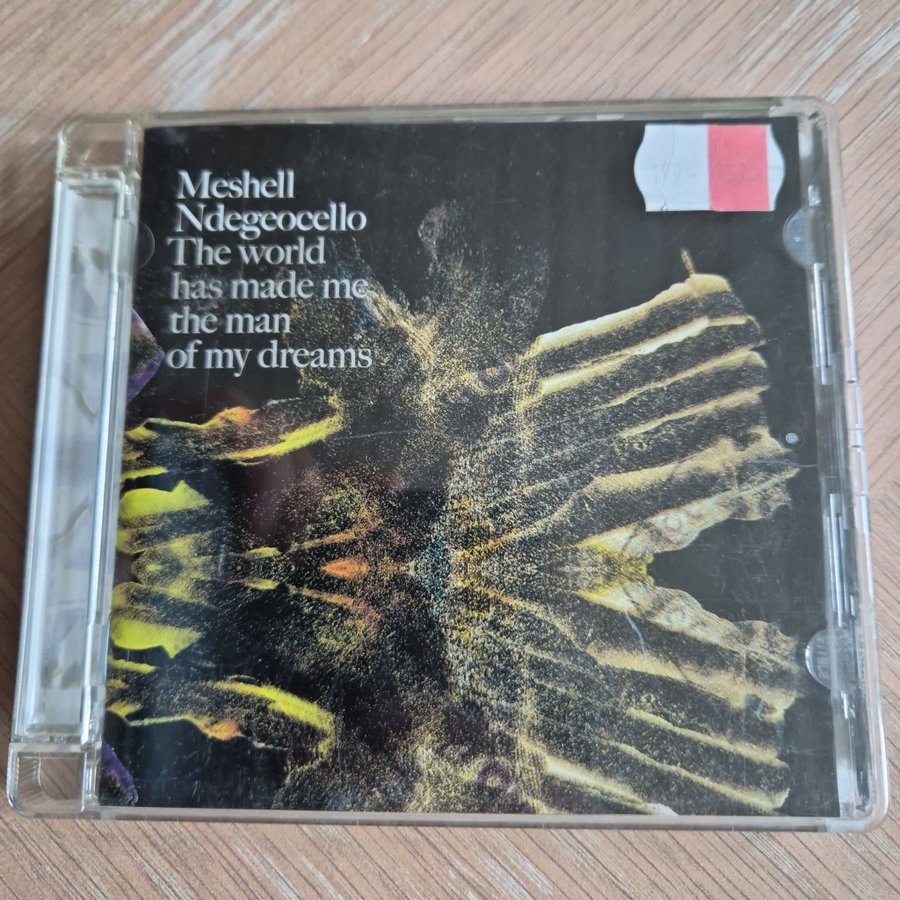 Meshell
Ndegeocello
The world
has made me
the man
of my dreams